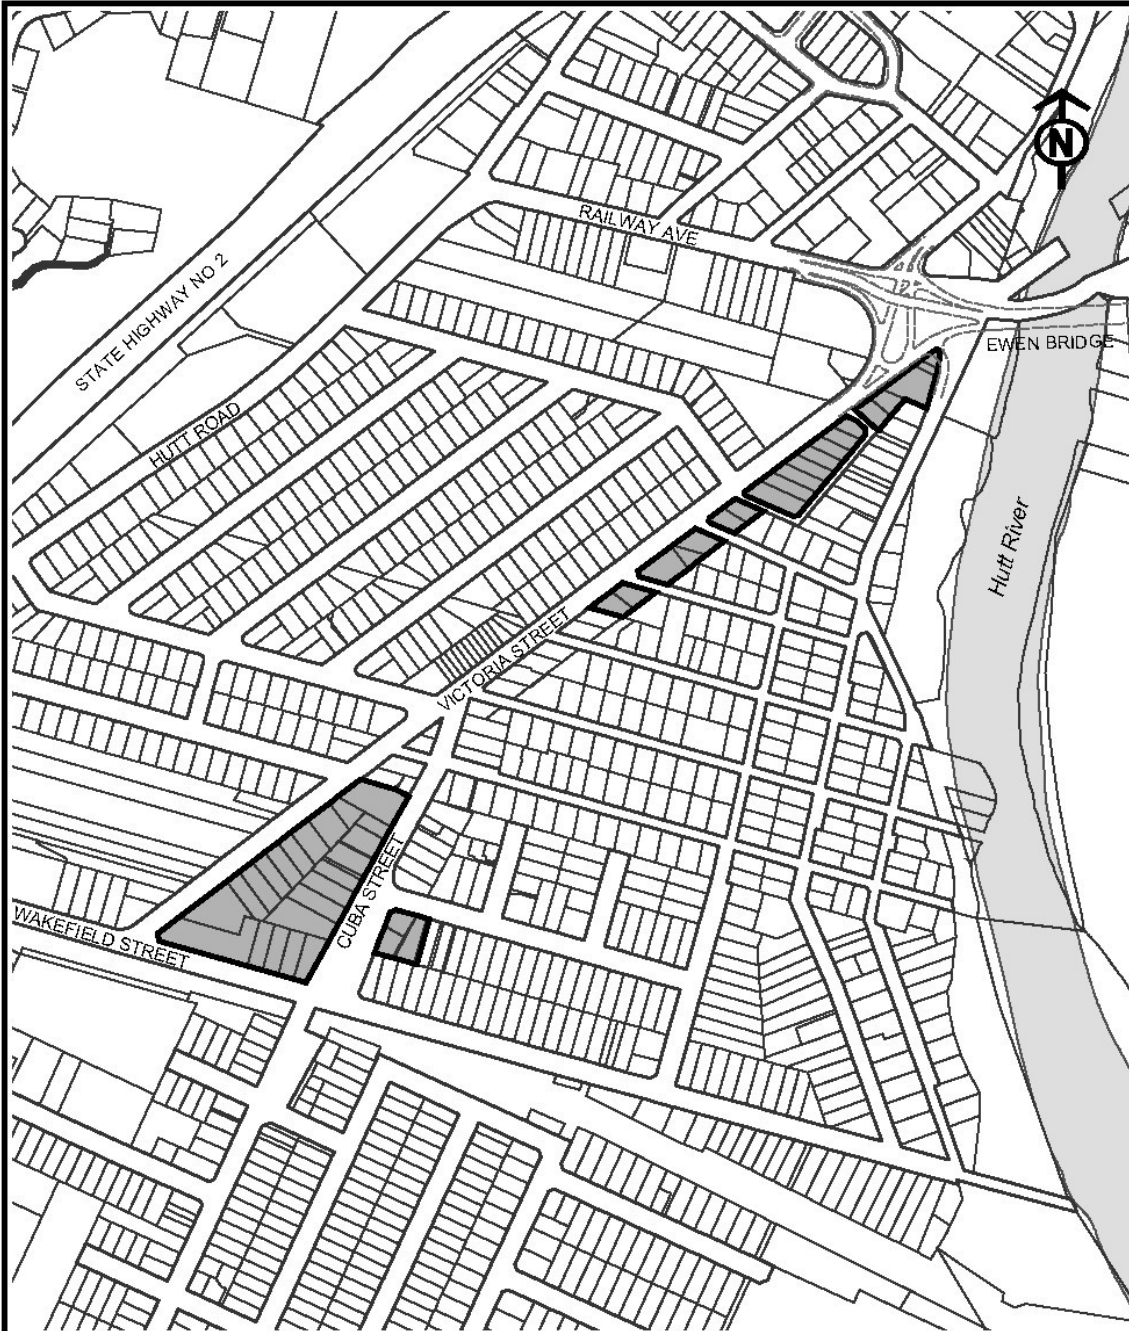 N
RAILWAY AVE
STATE HIGHWAY NO 2
EWEN BRIDGE
HUTT ROAD
Hutt River
VICTORIA STREET
CUBA STREET
WAKEFIELD STREET